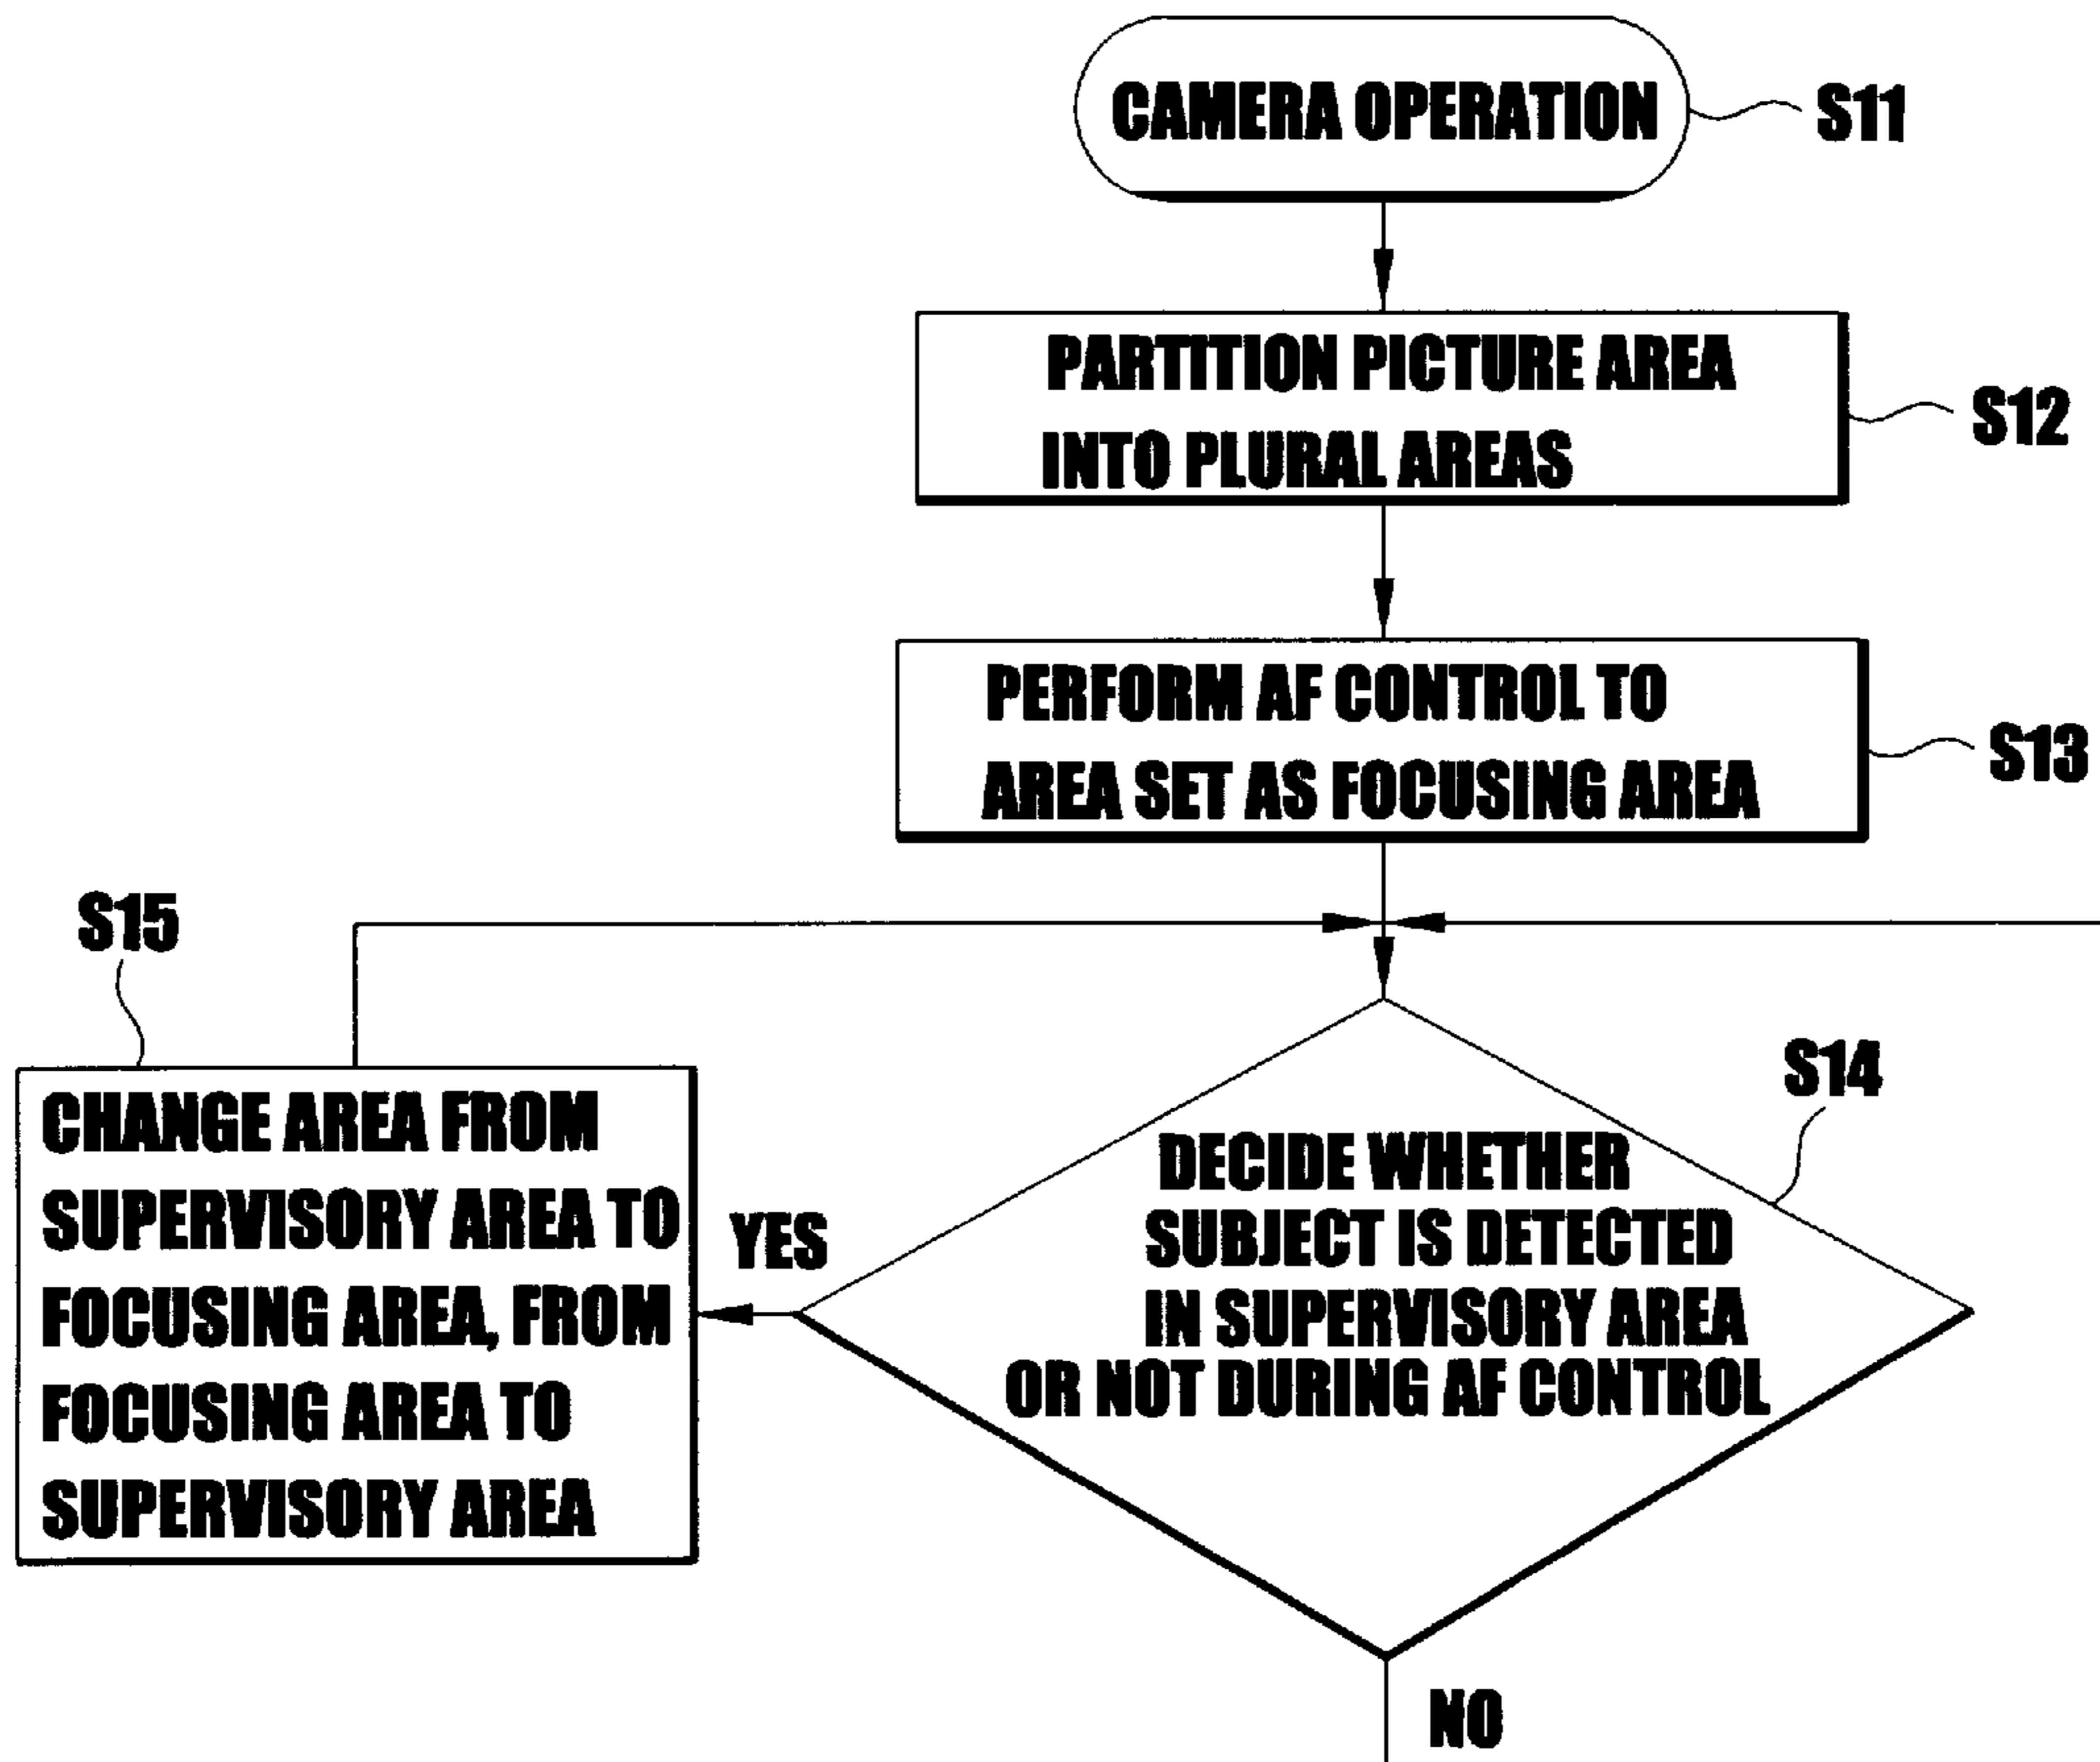 CAMERA OPERATION
S11
PARTITION PICTURE AREA
INTO PLURAL AREAS
S12
PERFORM AF CONTROL TO
AREA SET AS FOCUSING AREA
S13
S15
CHANGE AREA FROM
SUPERVISORY AREA TO
FOCUSING AREA, FROM
FOCUSING AREA TO
SUPERVISORY AREA
YES
S14
DECIDE WHETHER
SUBJECT IS DETECTED
IN SUPERVISORY AREA
OR NOT DURING AF CONTROL
NO